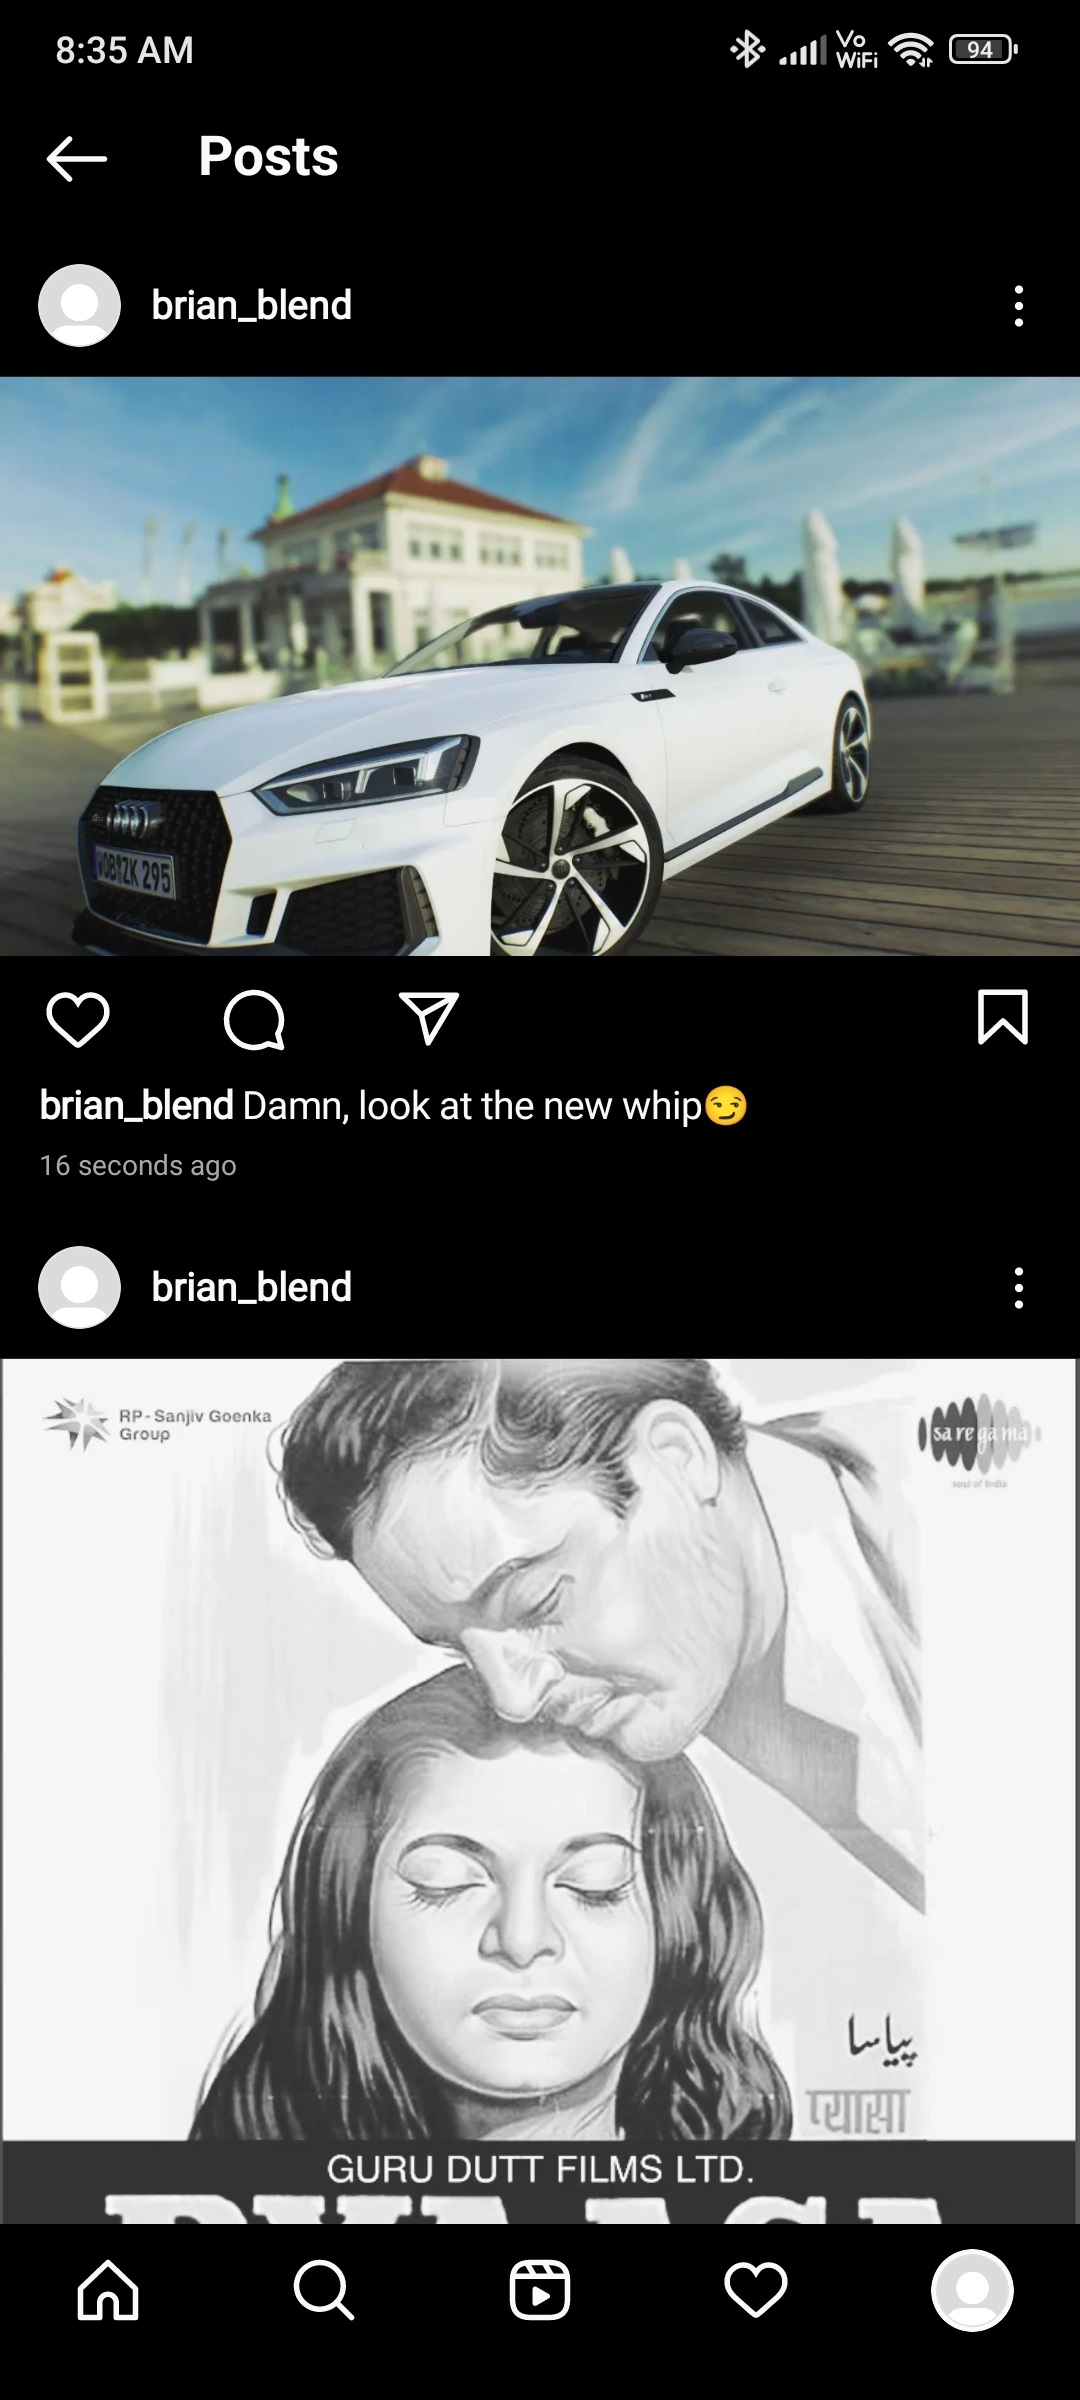 8:35 AM
Vo
WiFi
94
Posts
brian_blend
WOB ZK 295
brian_blend Damn, look at the new whip😏
16 seconds ago
brian_blend
RP-Sanjiv Goenka
Group
sa re ga ma
soul of India
پیاسا
प्यासा
GURU DUTT FILMS LTD.
PYAASA